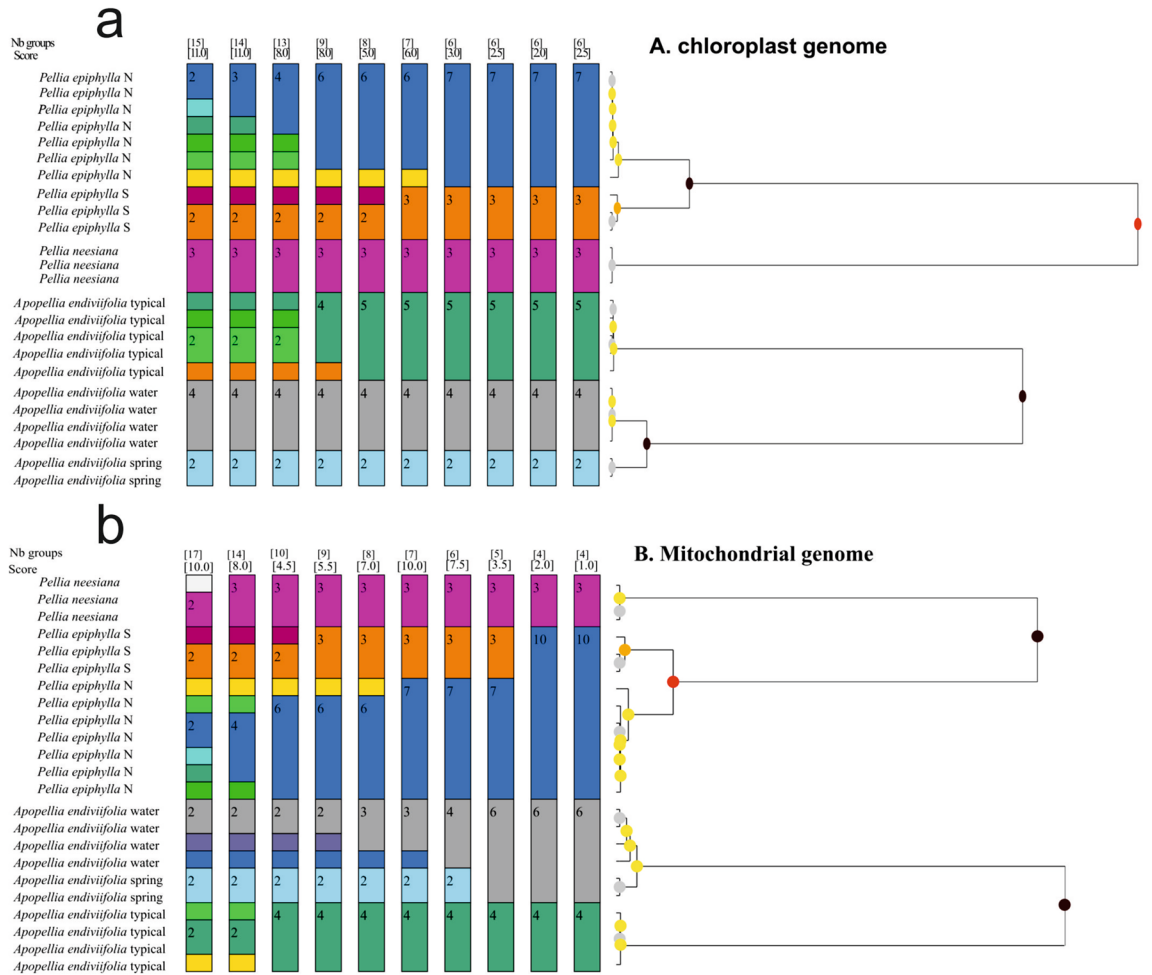 a
A. chloroplast genome
Nb groups [15] [14] [13] [9] [8] [7] [6] [6] [6] [6]
Score [11.0] [11.0] [8.0] [8.0] [5.0] [6.0] [3.0] [2.5] [2.0] [2.5]
Pellia epiphylla N 2 3 4 6 6 6 7 7 7 7
Pellia epiphylla N
Pellia epiphylla N
Pellia epiphylla N
Pellia epiphylla N
Pellia epiphylla N
Pellia epiphylla N
Pellia epiphylla S 3 3 3 3 3
Pellia epiphylla S 2 2 2 2 2
Pellia epiphylla S
Pellia neesiana 3 3 3 3 3 3 3 3 3 3
Pellia neesiana
Pellia neesiana
Apopellia endiviifolia typical 4 5 5 5 5 5 5
Apopellia endiviifolia typical
Apopellia endiviifolia typical 2 2 2
Apopellia endiviifolia typical
Apopellia endiviifolia typical
Apopellia endiviifolia water 4 4 4 4 4 4 4 4 4 4
Apopellia endiviifolia water
Apopellia endiviifolia water
Apopellia endiviifolia water
Apopellia endiviifolia spring 2 2 2 2 2 2 2 2 2 2
Apopellia endiviifolia spring
b
B. Mitochondrial genome
Nb groups [17] [14] [10] [9] [8] [7] [6] [5] [4] [4]
Score [10.0] [8.0] [4.5] [5.5] [7.0] [10.0] [7.5] [3.5] [2.0] [1.0]
Pellia neesiana 3 3 3 3 3 3 3 3 3
Pellia neesiana 2
Pellia neesiana
Pellia epiphylla S 3 3 3 3 3 10 10
Pellia epiphylla S 2 2 2
Pellia epiphylla S
Pellia epiphylla N 7 7 7
Pellia epiphylla N 6 6 6
Pellia epiphylla N 2 4
Pellia epiphylla N
Pellia epiphylla N
Pellia epiphylla N
Pellia epiphylla N
Apopellia endiviifolia water 2 2 2 2 3 3 4 6 6 6
Apopellia endiviifolia water
Apopellia endiviifolia water
Apopellia endiviifolia water
Apopellia endiviifolia spring 2 2 2 2 2 2 2
Apopellia endiviifolia spring
Apopellia endiviifolia typical 4 4 4 4 4 4 4 4
Apopellia endiviifolia typical 2 2
Apopellia endiviifolia typical
Apopellia endiviifolia typical